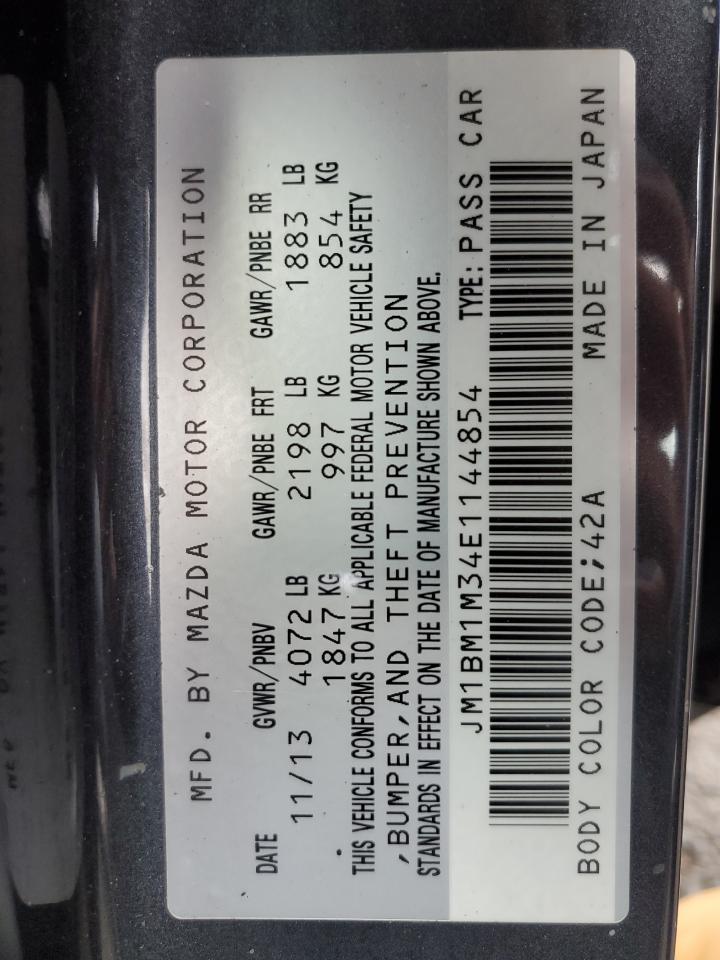 MFD. BY MAZDA MOTOR CORPORATION
DATE GVWR/PNBV GAWR/PNBE FRT GAWR/PNBE RR
11/13 4072 LB 2198 LB 1883 LB
1847 KG 997 KG 854 KG
THIS VEHICLE CONFORMS TO ALL APPLICABLE FEDERAL MOTOR VEHICLE SAFETY
,BUMPER,AND THEFT PREVENTION
STANDARDS IN EFFECT ON THE DATE OF MANUFACTURE SHOWN ABOVE.
JM1BM1M34E1144854 TYPE: PASS CAR
BODY COLOR CODE;42A MADE IN JAPAN